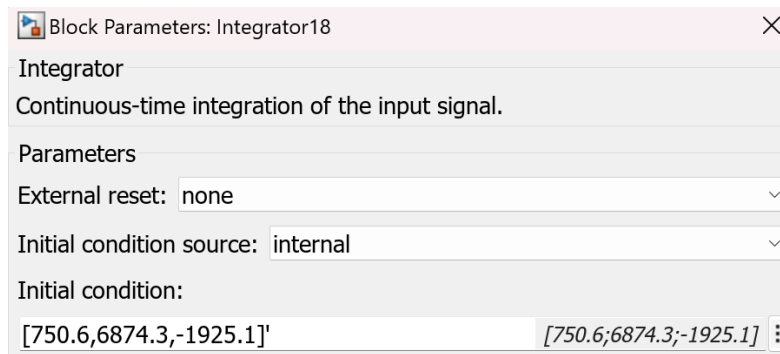 Block Parameters: Integrator18
Integrator
Continuous-time integration of the input signal.
Parameters
External reset: none
Initial condition source: internal
Initial condition:
[750.6,6874.3,-1925.1]' [750.6;6874.3;-1925.1]